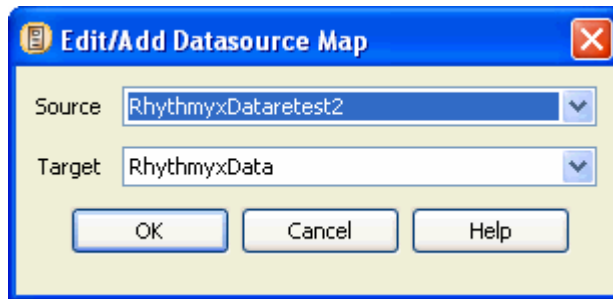 Edit/Add Datasource Map
Source RhythmyxDataretest2
Target RhythmyxData
OK Cancel Help